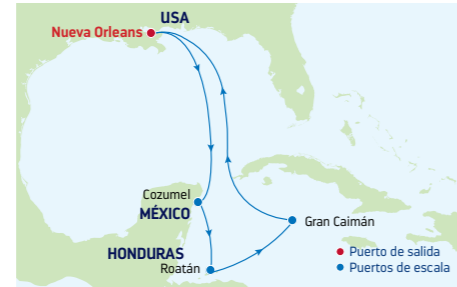 USA
Nueva Orleans
Cozumel
MÉXICO
Gran Caimán
HONDURAS
Roatán
Puerto de salida
Puertos de escala